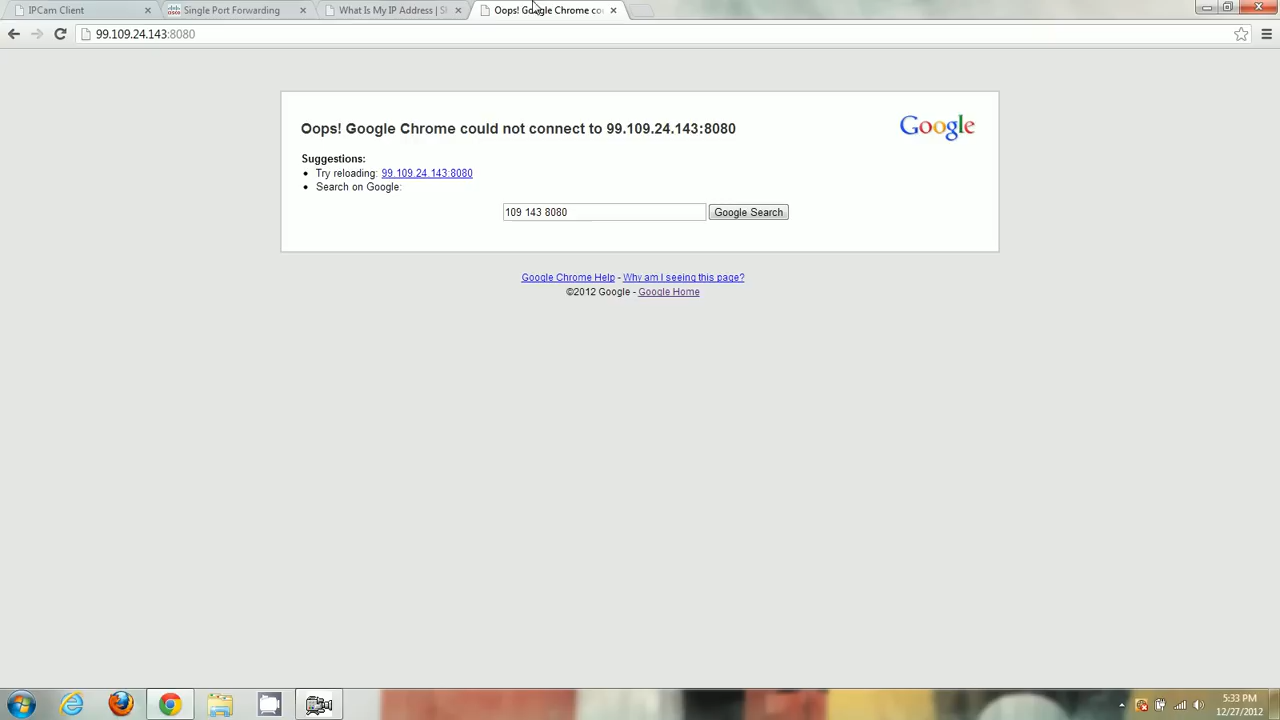 IPCam Client
Single Port Forwarding
What Is My IP Address | S
Oops! Google Chrome co
99.109.24.143:8080
Oops! Google Chrome could not connect to 99.109.24.143:8080
Google
Suggestions:
Try reloading: 99.109.24.143:8080
Search on Google:
109 143 8080
Google Search
Google Chrome Help - Why am I seeing this page?
©2012 Google - Google Home
5:33 PM
12/27/2012